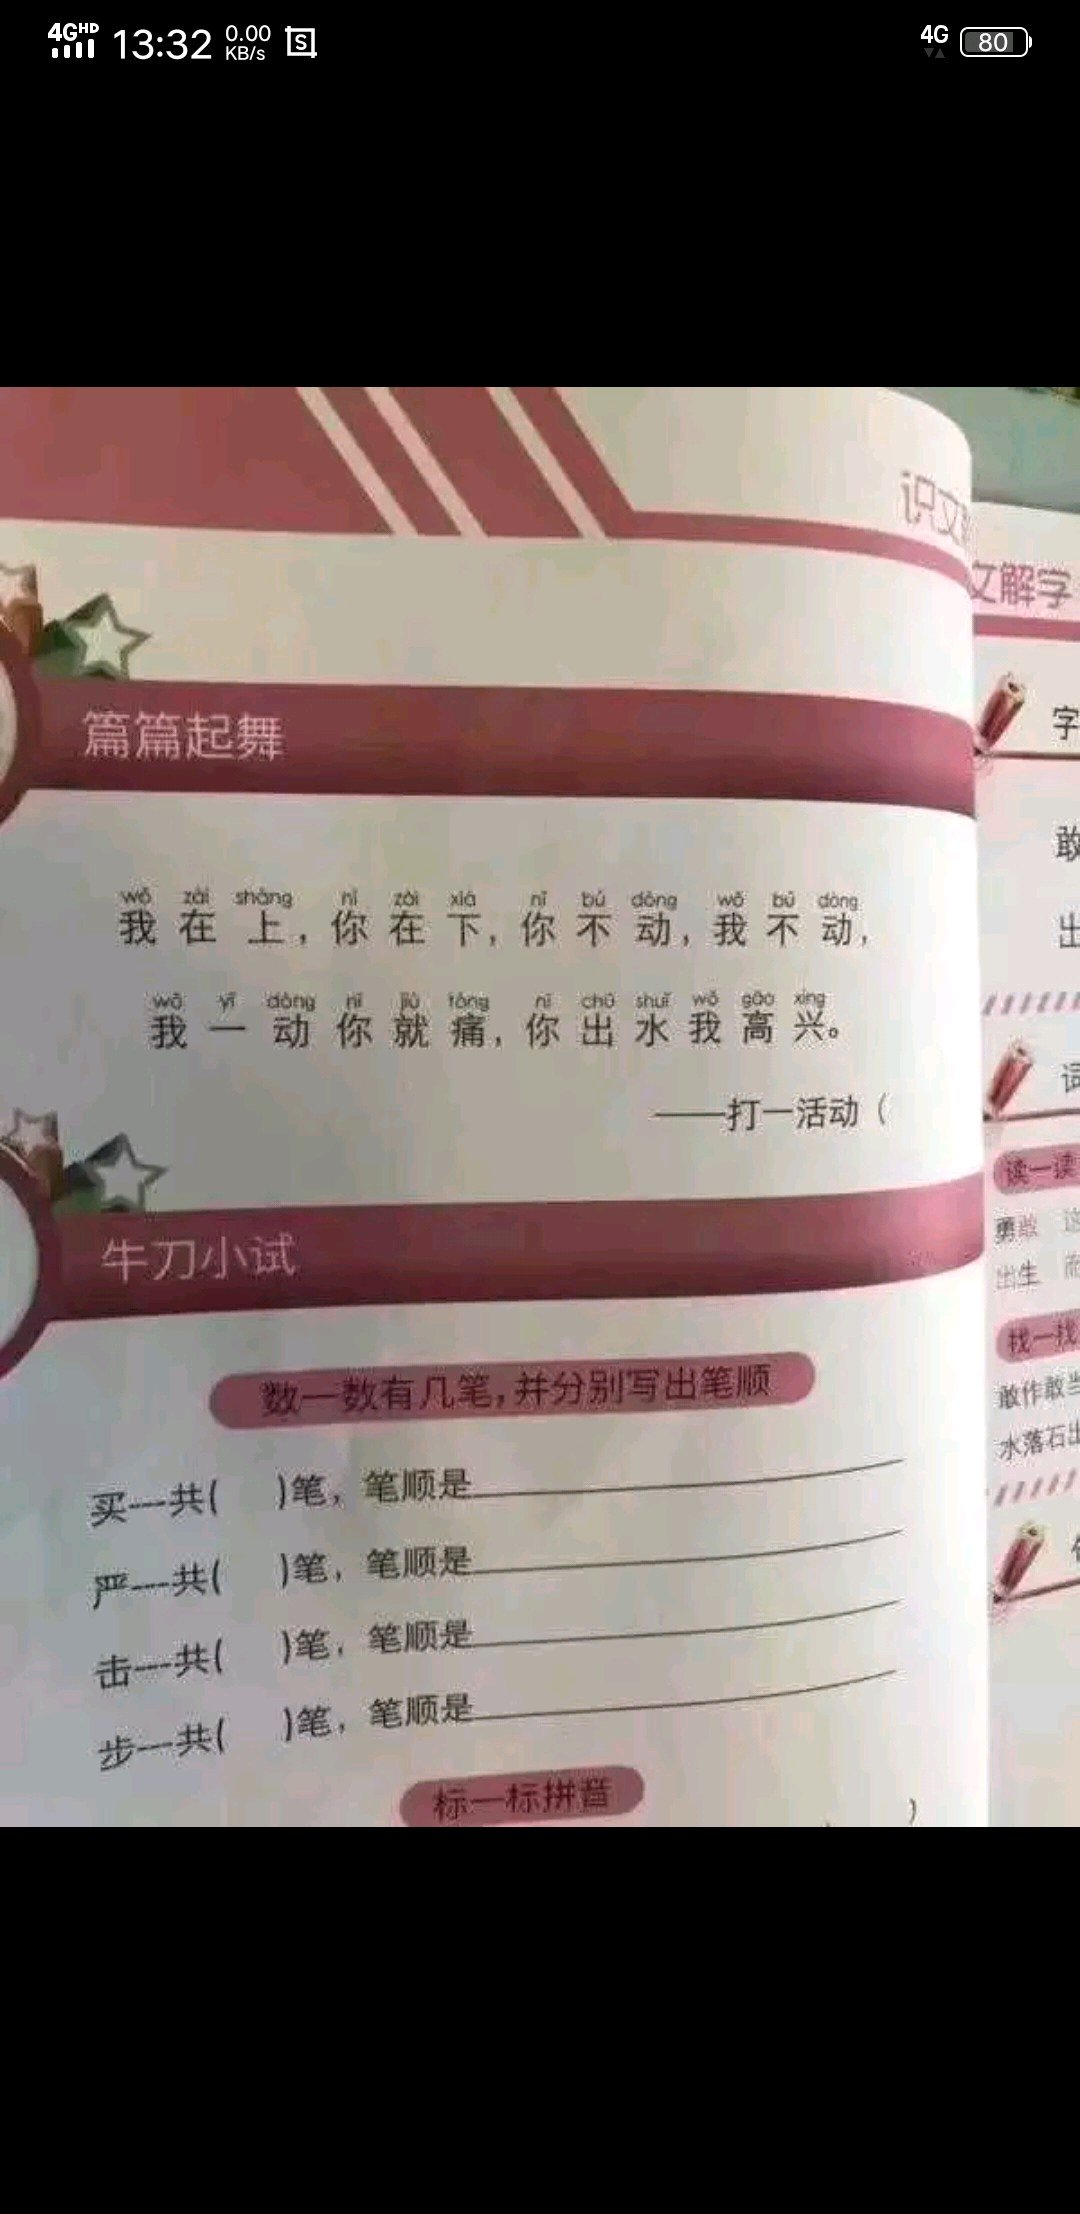 4GHD 13:32 0.00 KB/s 4G 80
识文
文解字
篇篇起舞
字
wǒ zài shàng nǐ zài xià nǐ bú dòng wǒ bú dòng
我在上，你在下，你不动，我不动，
敢
出
wǒ yī dòng nǐ jiù tòng nǐ chū shuǐ wǒ gāo xìng
我一动你就痛，你出水我高兴。
词
——打一活动（
读一读
勇敢 这
出生 而
牛刀小试
找一找
敢作敢当
水落石出
数一数有几笔，并分别写出笔顺
买---共( )笔，笔顺是
严---共( )笔，笔顺是
击---共( )笔，笔顺是
步---共( )笔，笔顺是
标一标拼音
)